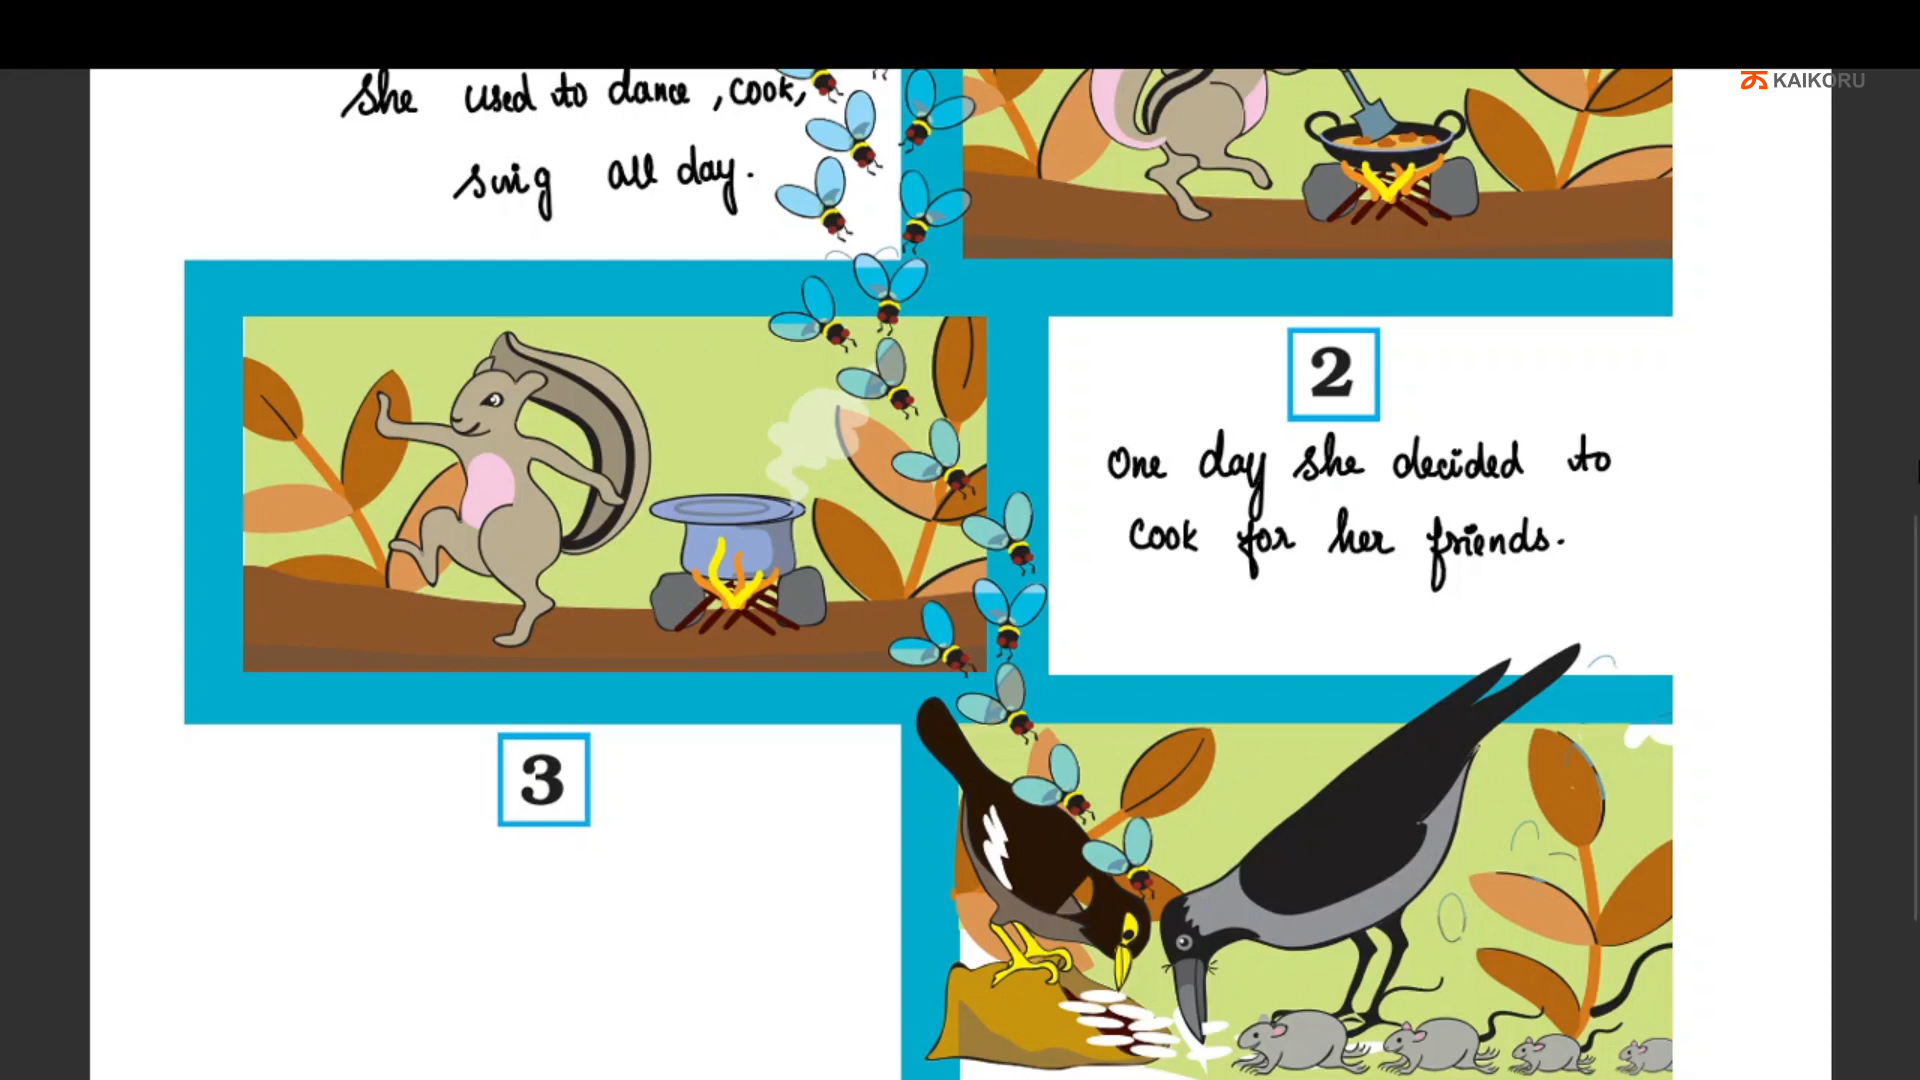 KAIKORU
she used to dance, cook,
sing all day.
2
One day she decided to
cook for her friends.
3